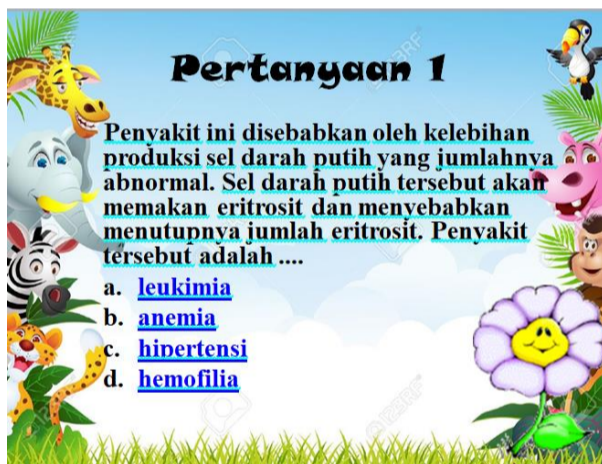 Pertanyaan 1
Penyakit ini disebabkan oleh kelebihan
produksi sel darah putih yang jumlahnya
abnormal. Sel darah putih tersebut akan
memakan eritrosit dan menyebabkan
menutupnya jumlah eritrosit. Penyakit
tersebut adalah ....
a. leukimia
b. anemia
c. hipertensi
d. hemofilia